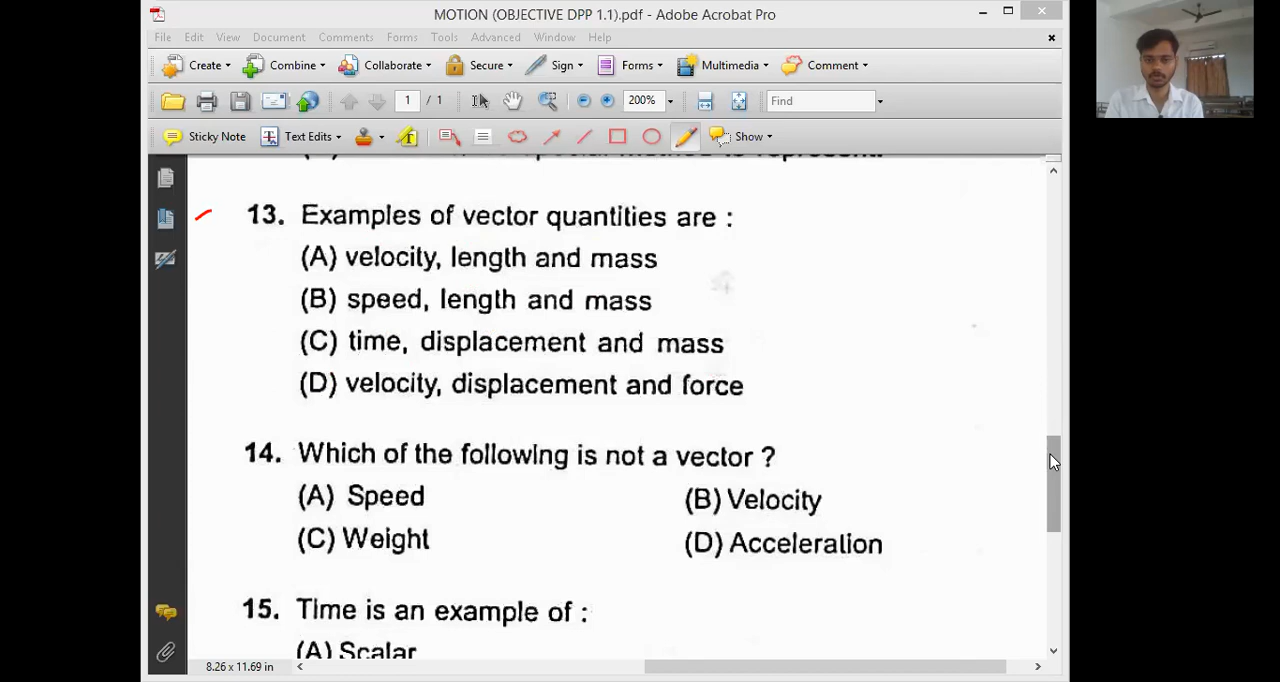 MOTION (OBJECTIVE DPP 1.1).pdf - Adobe Acrobat Pro
File Edit View Document Comments Forms Tools Advanced Window Help
Create Combine Collaborate Secure Sign Forms Multimedia Comment
1 / 1 200% Find
Sticky Note Text Edits Show
13. Examples of vector quantities are :
(A) velocity, length and mass
(B) speed, length and mass
(C) time, displacement and mass
(D) velocity, displacement and force
14. Which of the following is not a vector ?
(A) Speed (B) Velocity
(C) Weight (D) Acceleration
15. Time is an example of :
(A) Scalar
8.26 x 11.69 in